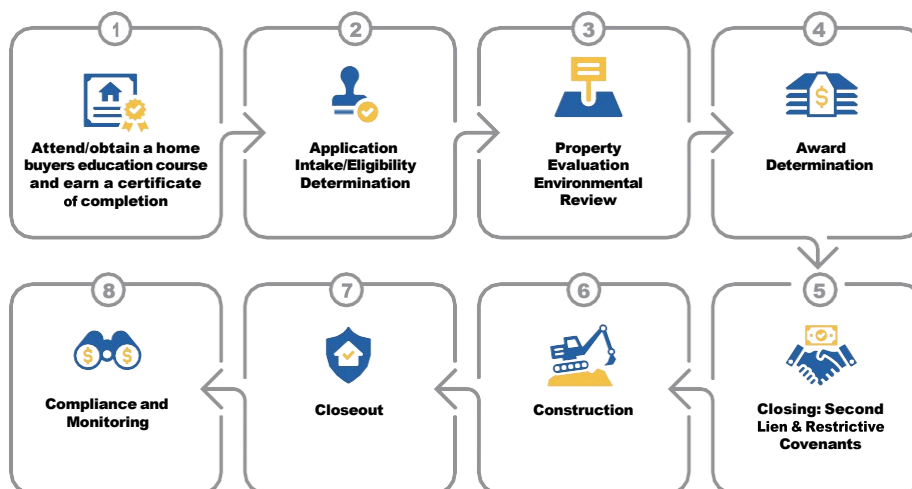 1
Attend/obtain a home
buyers education course
and earn a certificate
of completion
2
Application
Intake/Eligibility
Determination
3
Property
Evaluation
Environmental
Review
4
$
Award
Determination
5
Closing: Second
Lien & Restrictive
Covenants
6
Construction
7
Closeout
8
$ $
Compliance and
Monitoring